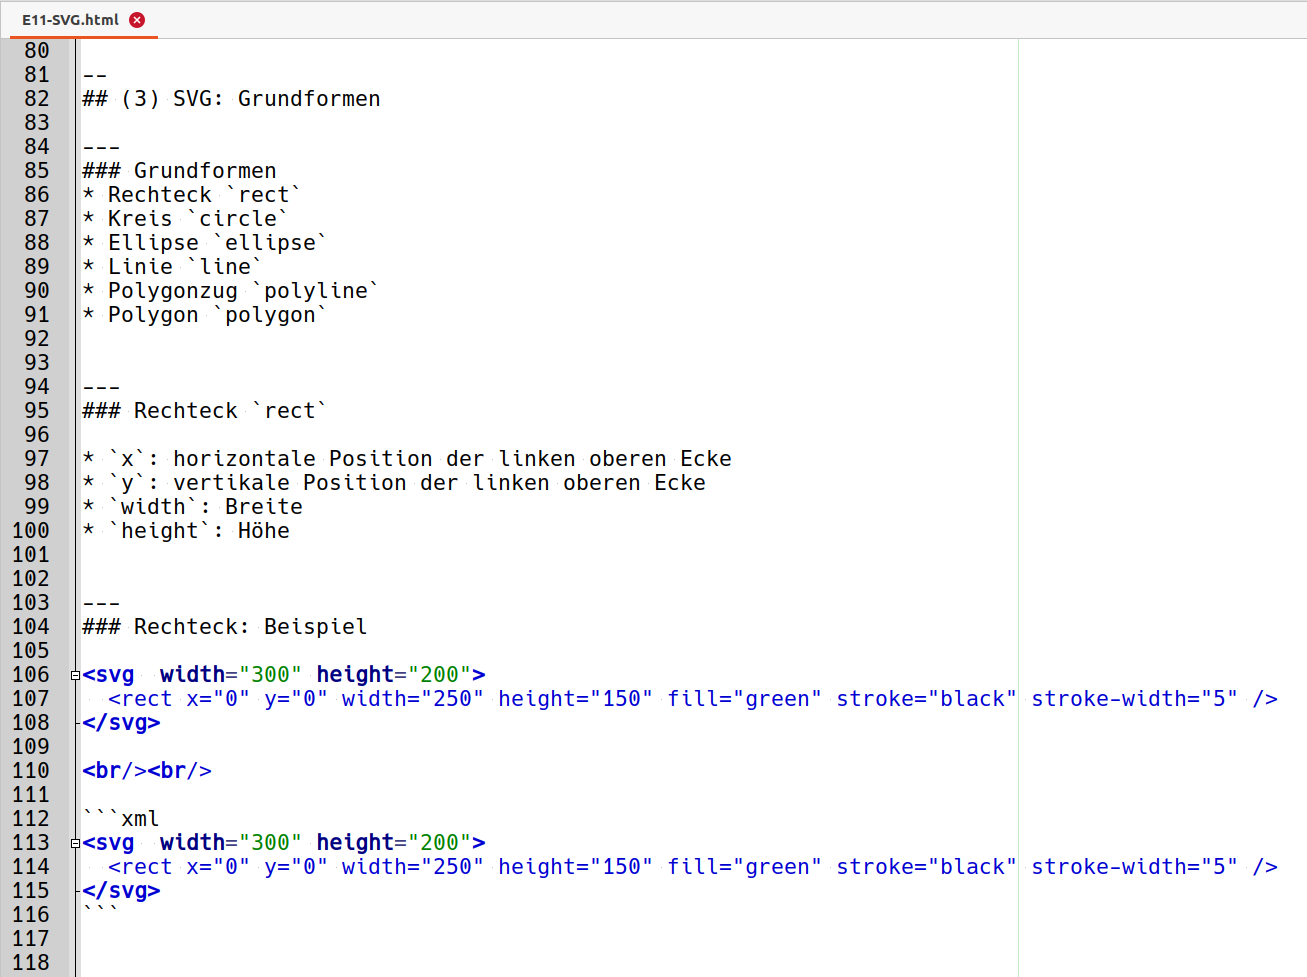 E11-SVG.html
80
81 --
82 ## (3) SVG: Grundformen
83
84 ---
85 ### Grundformen
86 * Rechteck `rect`
87 * Kreis `circle`
88 * Ellipse `ellipse`
89 * Linie `line`
90 * Polygonzug `polyline`
91 * Polygon `polygon`
92
93
94 ---
95 ### Rechteck `rect`
96
97 * `x`: horizontale Position der linken oberen Ecke
98 * `y`: vertikale Position der linken oberen Ecke
99 * `width`: Breite
100 * `height`: Höhe
101
102
103 ---
104 ### Rechteck: Beispiel
105
106 <svg  width="300" height="200">
107   <rect x="0" y="0" width="250" height="150" fill="green" stroke="black" stroke-width="5" />
108 </svg>
109
110 <br/><br/>
111
112 ```xml
113 <svg  width="300" height="200">
114   <rect x="0" y="0" width="250" height="150" fill="green" stroke="black" stroke-width="5" />
115 </svg>
116 ```
117
118